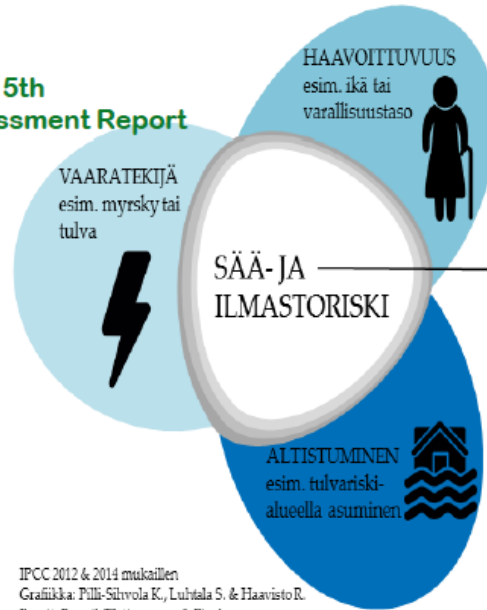 5th
ssment Report
HAAVOITTUVUUS
esim. ikä tai
varallisuustaso
VAARATEKIJÄ
esim. myrsky tai
tulva
SÄÄ- JA
ILMASTORISKI
ALTISTUMINEN
esim. tulvariski-
alueella asuminen
IPCC 2012 & 2014 mukaillen
Grafiikka: Pilli-Sihvola K., Luhtala S. & Haavisto R.